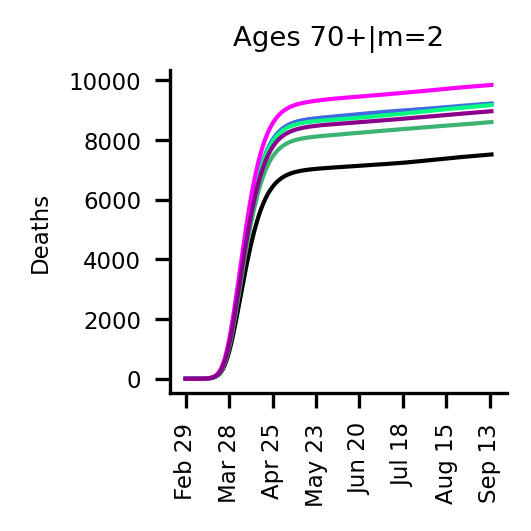 Ages 70+|m=2
Deaths
10000
8000
6000
4000
2000
0
Feb 29
Mar 28
Apr 25
May 23
Jun 20
Jul 18
Aug 15
Sep 13